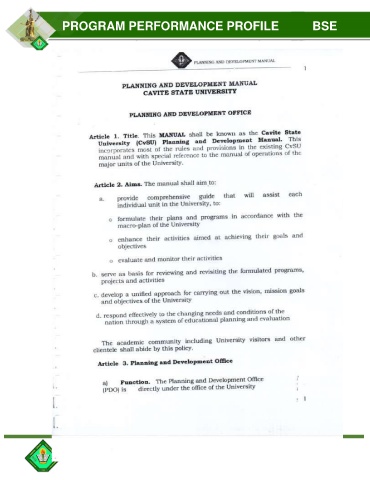 PROGRAM PERFORMANCE PROFILE BSE
PLANNING AND DEVELOPMENT MANUAL
1
PLANNING AND DEVELOPMENT MANUAL
CAVITE STATE UNIVERSITY
PLANNING AND DEVELOPMENT OFFICE
Article 1. Title. This MANUAL shall be known as the Cavite State
University (CvSU) Planning and Development Manual. This
incorporates most of the rules and provisions in the existing CvSU
manual and with special reference to the manual of operations of the
major units of the University.
Article 2. Aims. The manual shall aim to:
a. provide comprehensive guide that will assist each
individual unit in the University, to:
o formulate their plans and programs in accordance with the
macro-plan of the University
o enhance their activities aimed at achieving their goals and
objectives
o evaluate and monitor their activities
b. serve as basis for reviewing and revisiting the formulated programs,
projects and activities
c. develop a unified approach for carrying out the vision, mission goals
and objectives of the University
d. respond effectively to the changing needs and conditions of the
nation through a system of educational planning and evaluation
The academic community including University visitors and other
clientele shall abide by this policy.
Article 3. Planning and Development Office
a) Function. The Planning and Development Office
(PDO) is directly under the office of the University